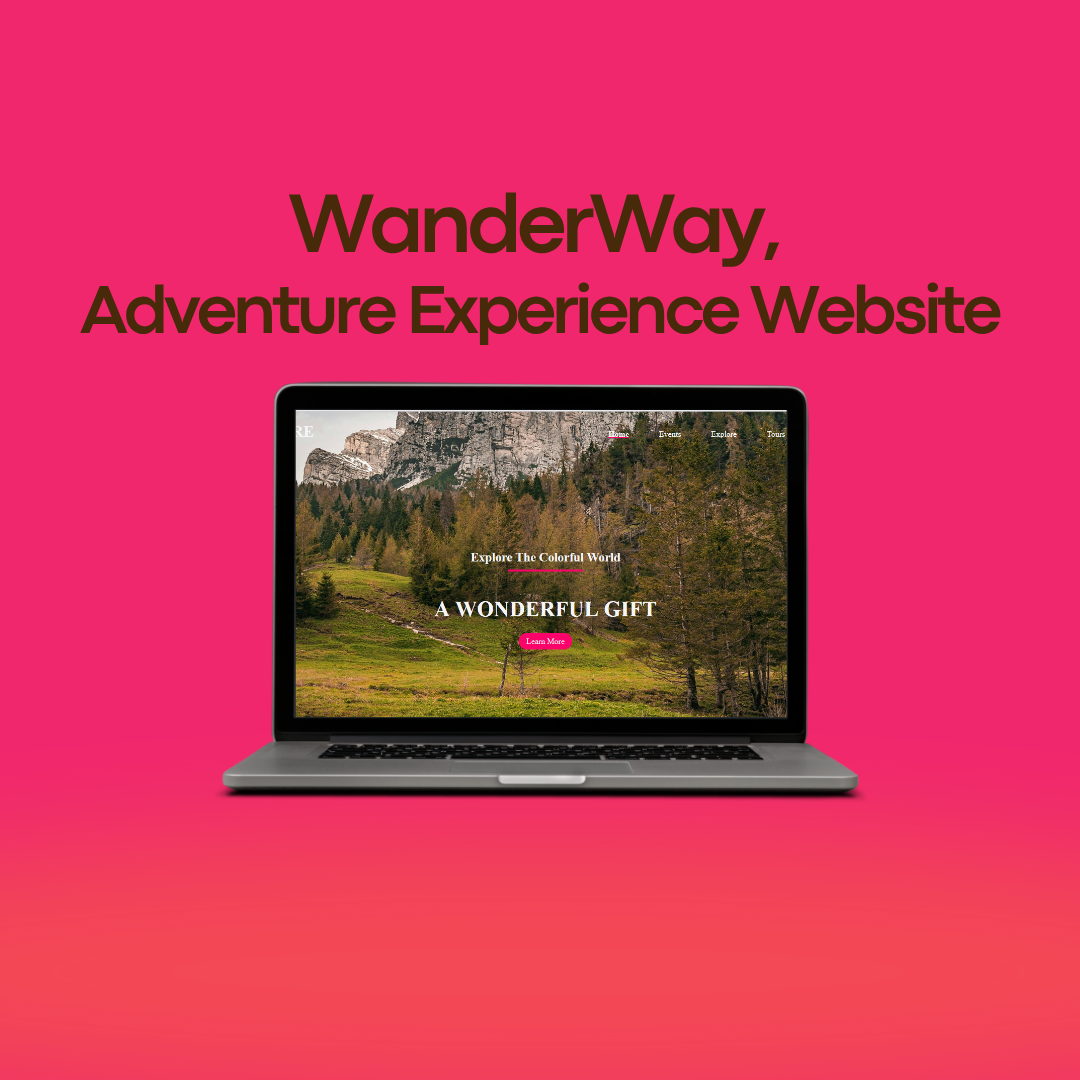 WanderWay,
Adventure Experience Website
RE
Home Events Explore Tours
Explore The Colorful World
A WONDERFUL GIFT
Learn More